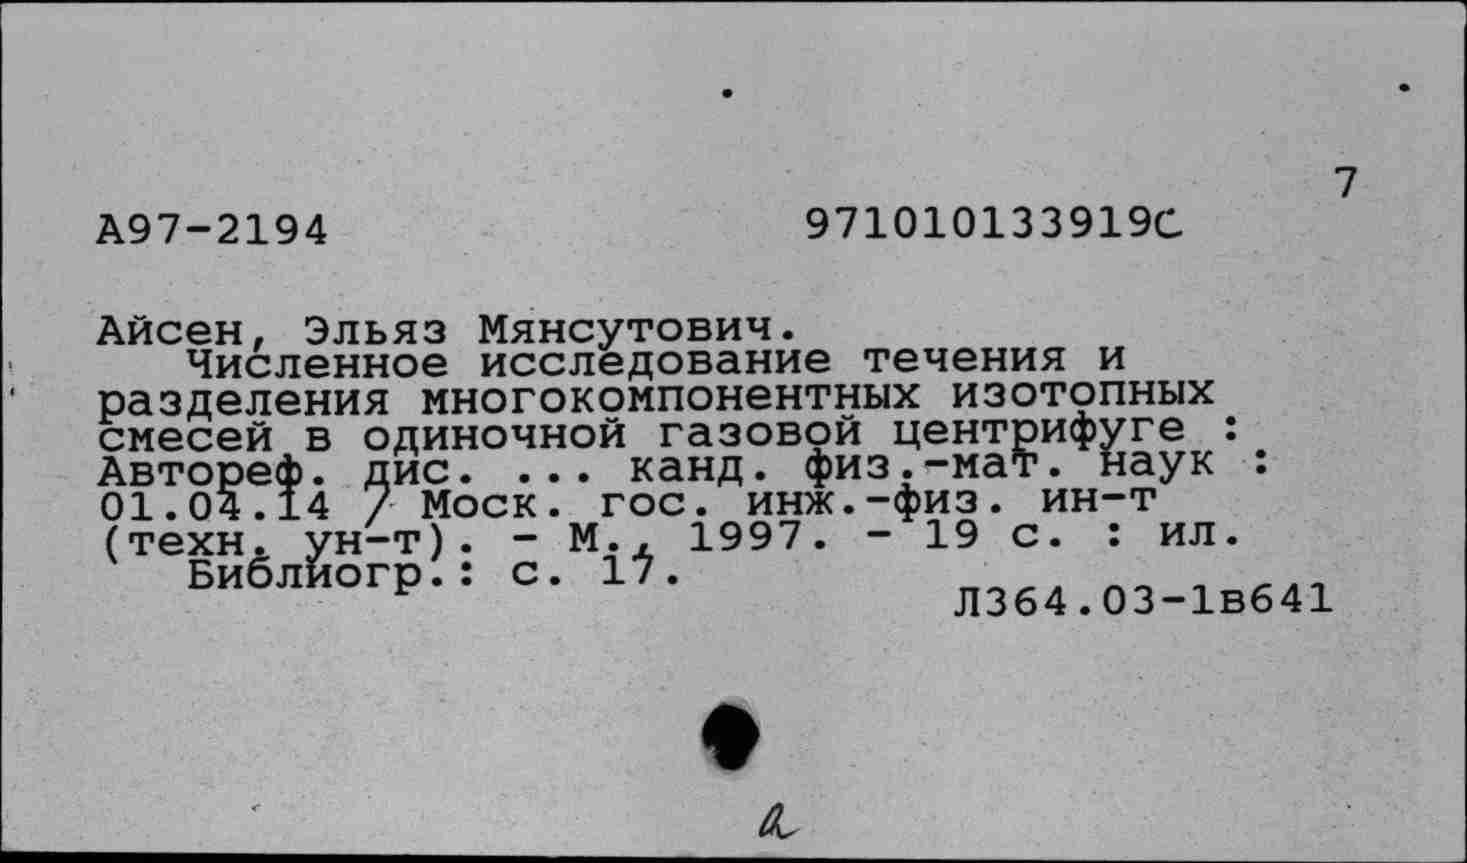 7
А97-2194 971010133919С
Айсен, Эльяз Мянсутович.
Численное исследование течения и
разделения многокомпонентных изотопных
смесей в одиночной газовой центрифуге :
Автореф. дис. ... канд. физ.-мат. наук :
01.04.14 / Моск. гос. инж.-физ. ин-т
(техн. ун-т). - М., 1997. - 19 с. : ил.
Библиогр.: с. 17.
Л364.03-1в641
а